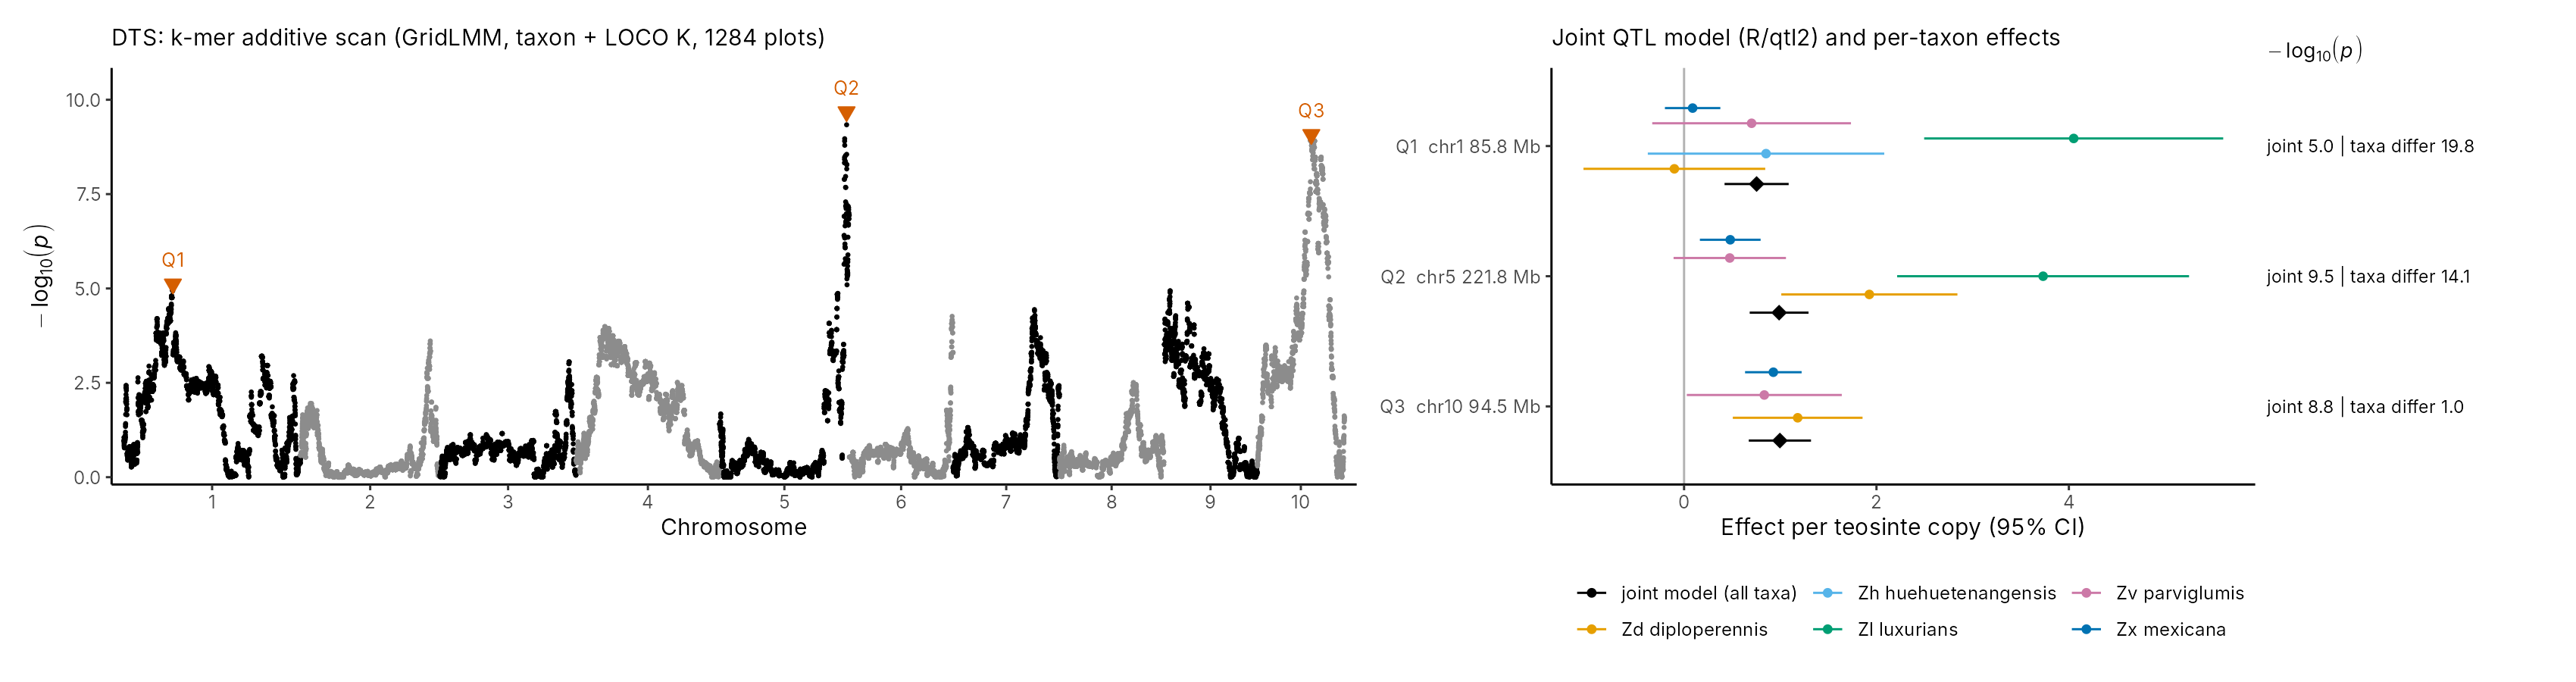 DTS: k-mer additive scan (GridLMM, taxon + LOCO K, 1284 plots)
−log10(p)
10.0
7.5
5.0
2.5
0.0
Q1
Q2
Q3
1 2 3 4 5 6 7 8 9 10
Chromosome
Joint QTL model (R/qtl2) and per-taxon effects
−log10(p)
Q1 chr1 85.8 Mb
joint 5.0 | taxa differ 19.8
Q2 chr5 221.8 Mb
joint 9.5 | taxa differ 14.1
Q3 chr10 94.5 Mb
joint 8.8 | taxa differ 1.0
0 2 4
Effect per teosinte copy (95% CI)
joint model (all taxa) Zh huehuetenangensis Zv parviglumis
Zd diploperennis Zl luxurians Zx mexicana